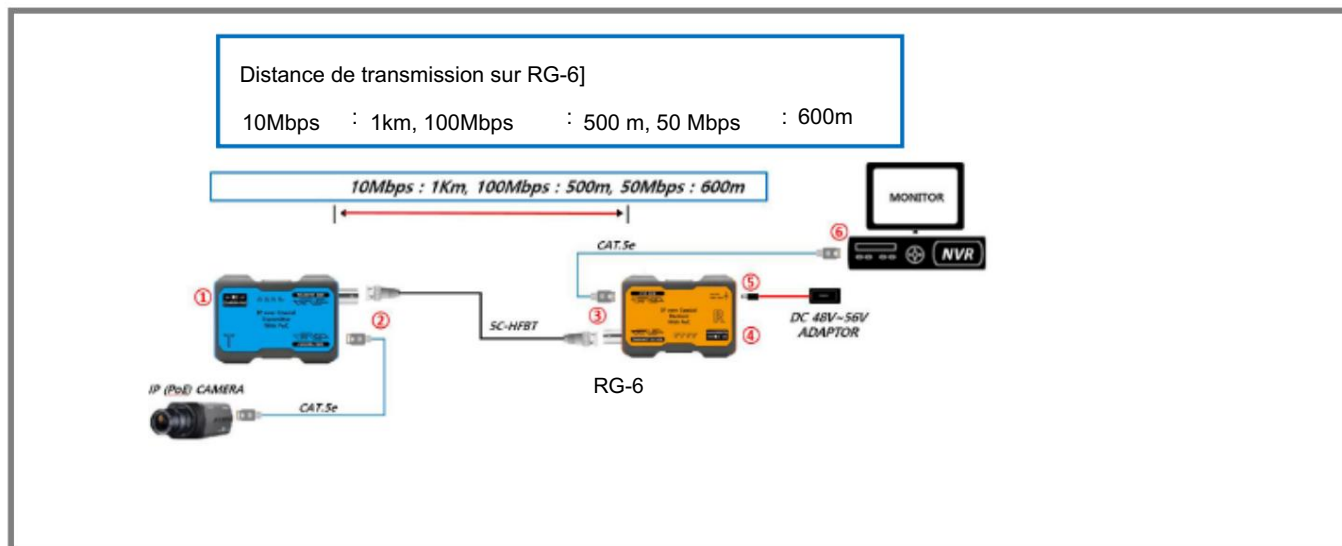 Distance de transmission sur RG-6]
10Mbps : 1km, 100Mbps : 500 m, 50 Mbps : 600m
10Mbps : 1Km, 100Mbps : 500m, 50Mbps : 600m
MONITOR
⑥
CAT.5e
NVR
①
②
5C-HFBT
③
⑤
④
R
T
DC 48V~56V
ADAPTOR
RG-6
IP (PoE) CAMERA
CAT.5e